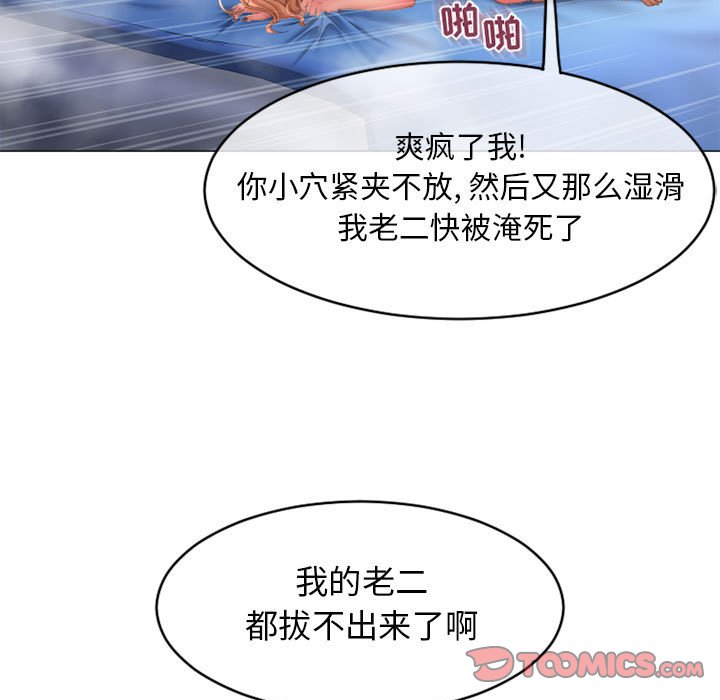 啪啪
爽疯了我!
你小穴紧夹不放, 然后又那么湿滑
我老二快被淹死了
我的老二
都拔不出来了啊
TOOMICS.COM